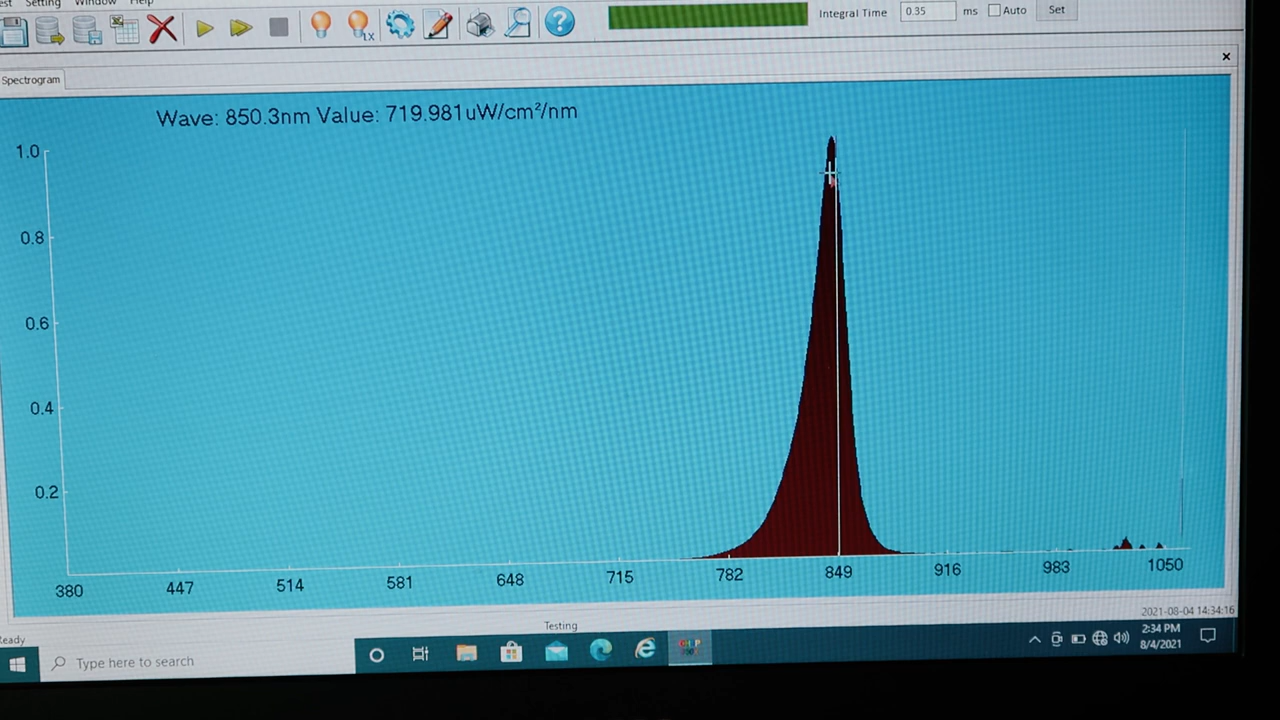 Setting Window Help
Integral Time 0.35 ms Auto Set
Spectrogram
Wave: 850.3nm Value: 719.981uW/cm²/nm
1.0
0.8
0.6
0.4
0.2
380 447 514 581 648 715 782 849 916 983 1050
2021-08-04 14:34:16
Testing
Type here to search
2:34 PM
8/4/2021